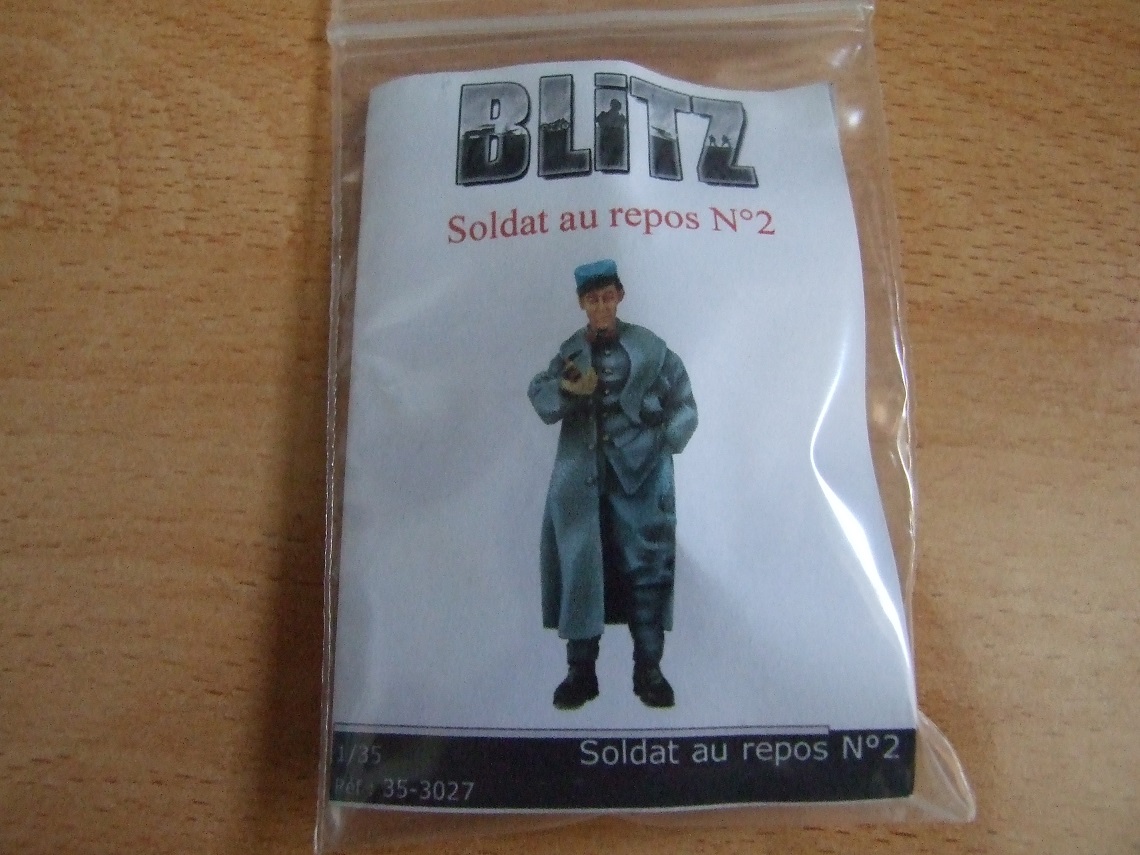 BLiTZ
Soldat au repos N°2
1/35
Soldat au repos N°2
Réf : 35-3027